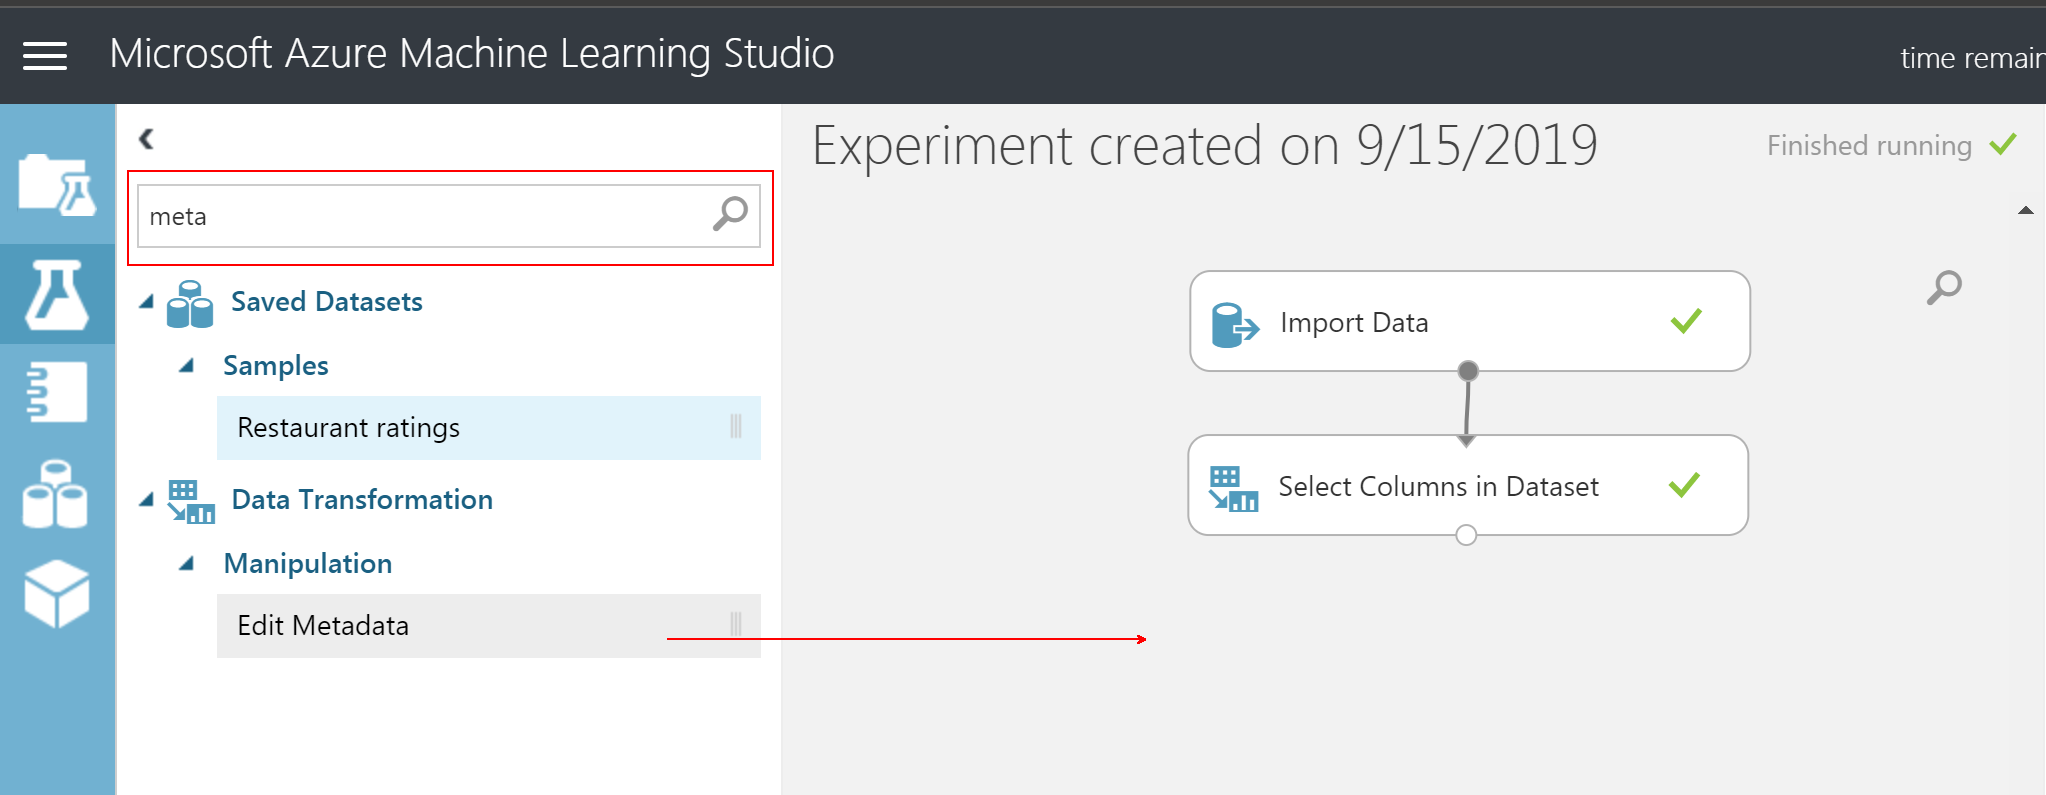 Microsoft Azure Machine Learning Studio
time remain
Experiment created on 9/15/2019
Finished running
meta
Saved Datasets
Samples
Restaurant ratings
Data Transformation
Manipulation
Edit Metadata
Import Data
Select Columns in Dataset